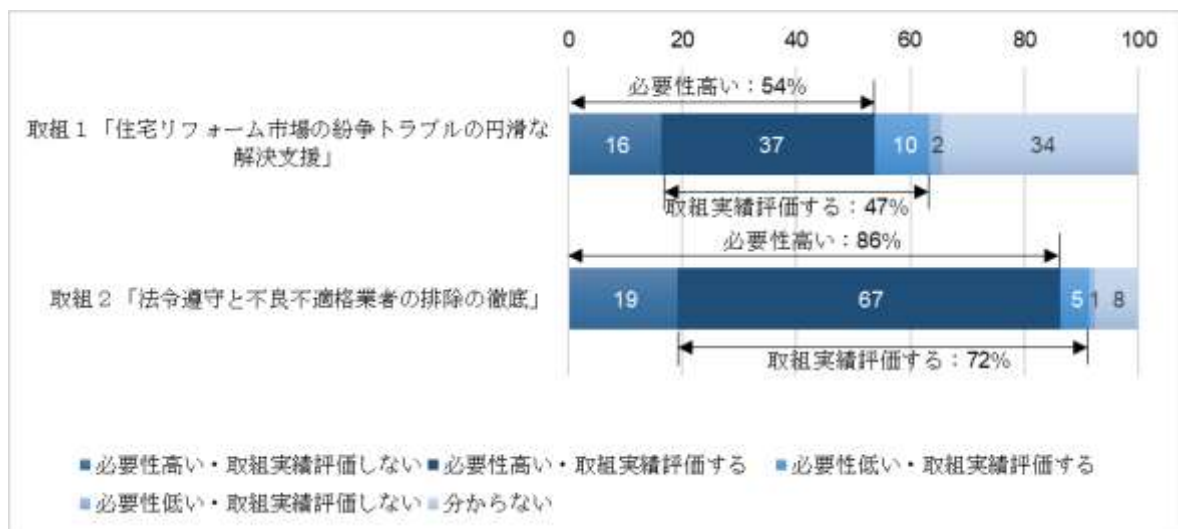 0 20 40 60 80 100
必要性高い：54%
取組１「住宅リフォーム市場の紛争トラブルの円滑な
解決支援」
16 37 10 2 34
取組実績評価する：47%
必要性高い：86%
取組２「法令遵守と不良不適格業者の排除の徹底」
19 67 5 1 8
取組実績評価する：72%
必要性高い・取組実績評価しない 必要性高い・取組実績評価する 必要性低い・取組実績評価する
必要性低い・取組実績評価しない 分からない